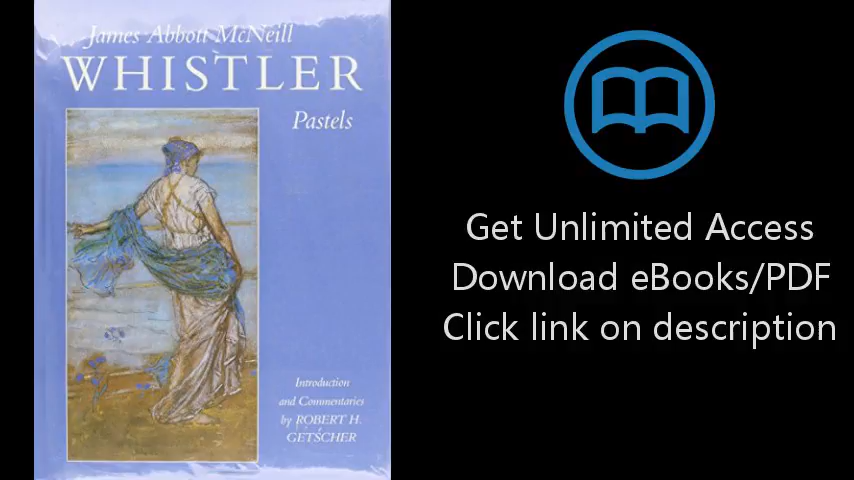 James Abbott McNeill
WHISTLER
Pastels
Introduction
and Commentaries
by ROBERT H.
GETSCHER
Get Unlimited Access
Download eBooks/PDF
Click link on description